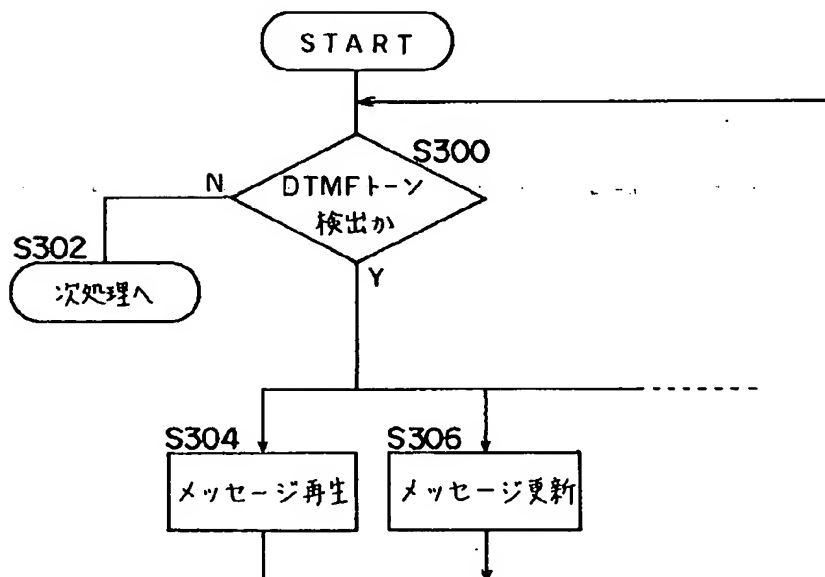 START
S300
N
DTMFトーン
検出か
S302
Y
次処理へ
S304
S306
メッセージ再生
メッセージ更新